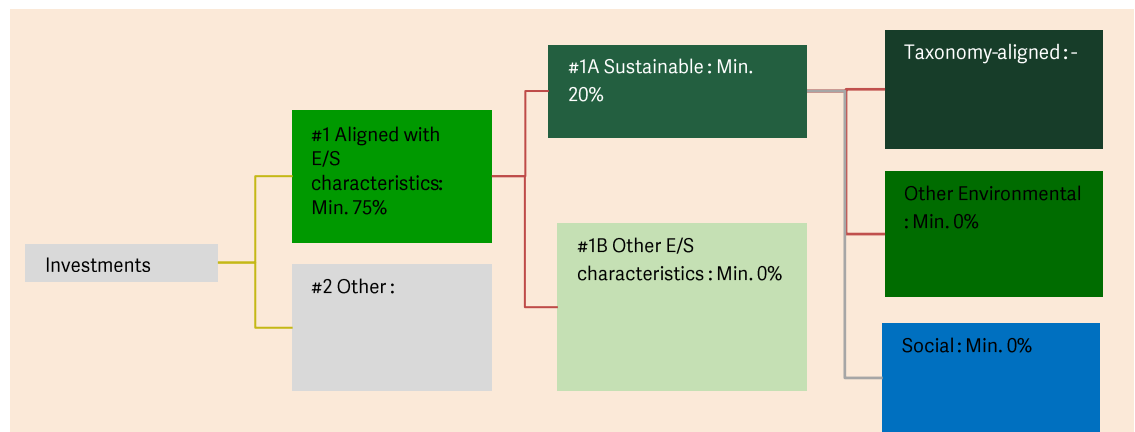 Investments
#1 Aligned with
E/S
characteristics:
Min. 75%
#2 Other :
#1A Sustainable : Min.
20%
#1B Other E/S
characteristics : Min. 0%
Taxonomy-aligned : -
Other Environmental
: Min. 0%
Social : Min. 0%